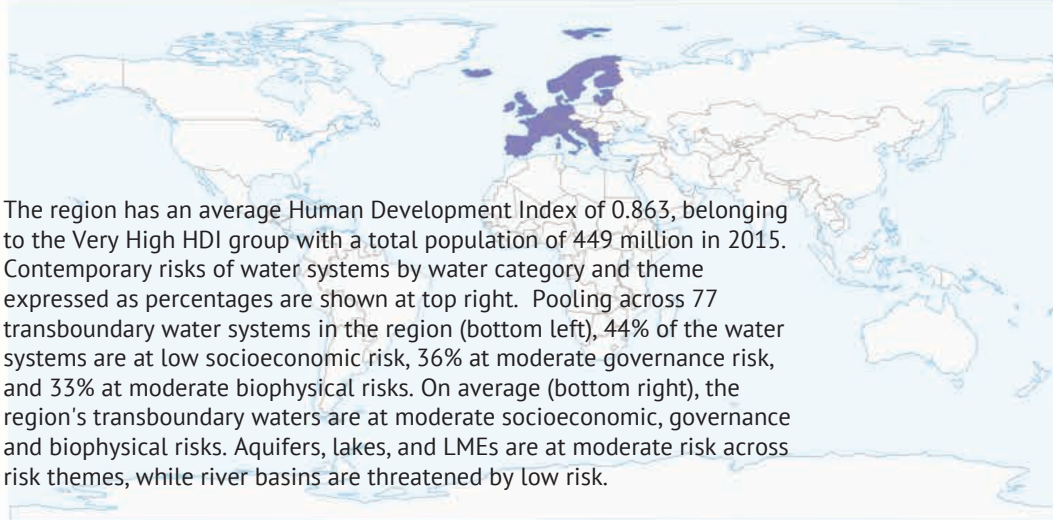 The region has an average Human Development Index of 0.863, belonging
to the Very High HDI group with a total population of 449 million in 2015.
Contemporary risks of water systems by water category and theme
expressed as percentages are shown at top right.  Pooling across 77
transboundary water systems in the region (bottom left), 44% of the water
systems are at low socioeconomic risk, 36% at moderate governance risk,
and 33% at moderate biophysical risks. On average (bottom right), the
region's transboundary waters are at moderate socioeconomic, governance
and biophysical risks. Aquifers, lakes, and LMEs are at moderate risk across
risk themes, while river basins are threatened by low risk.